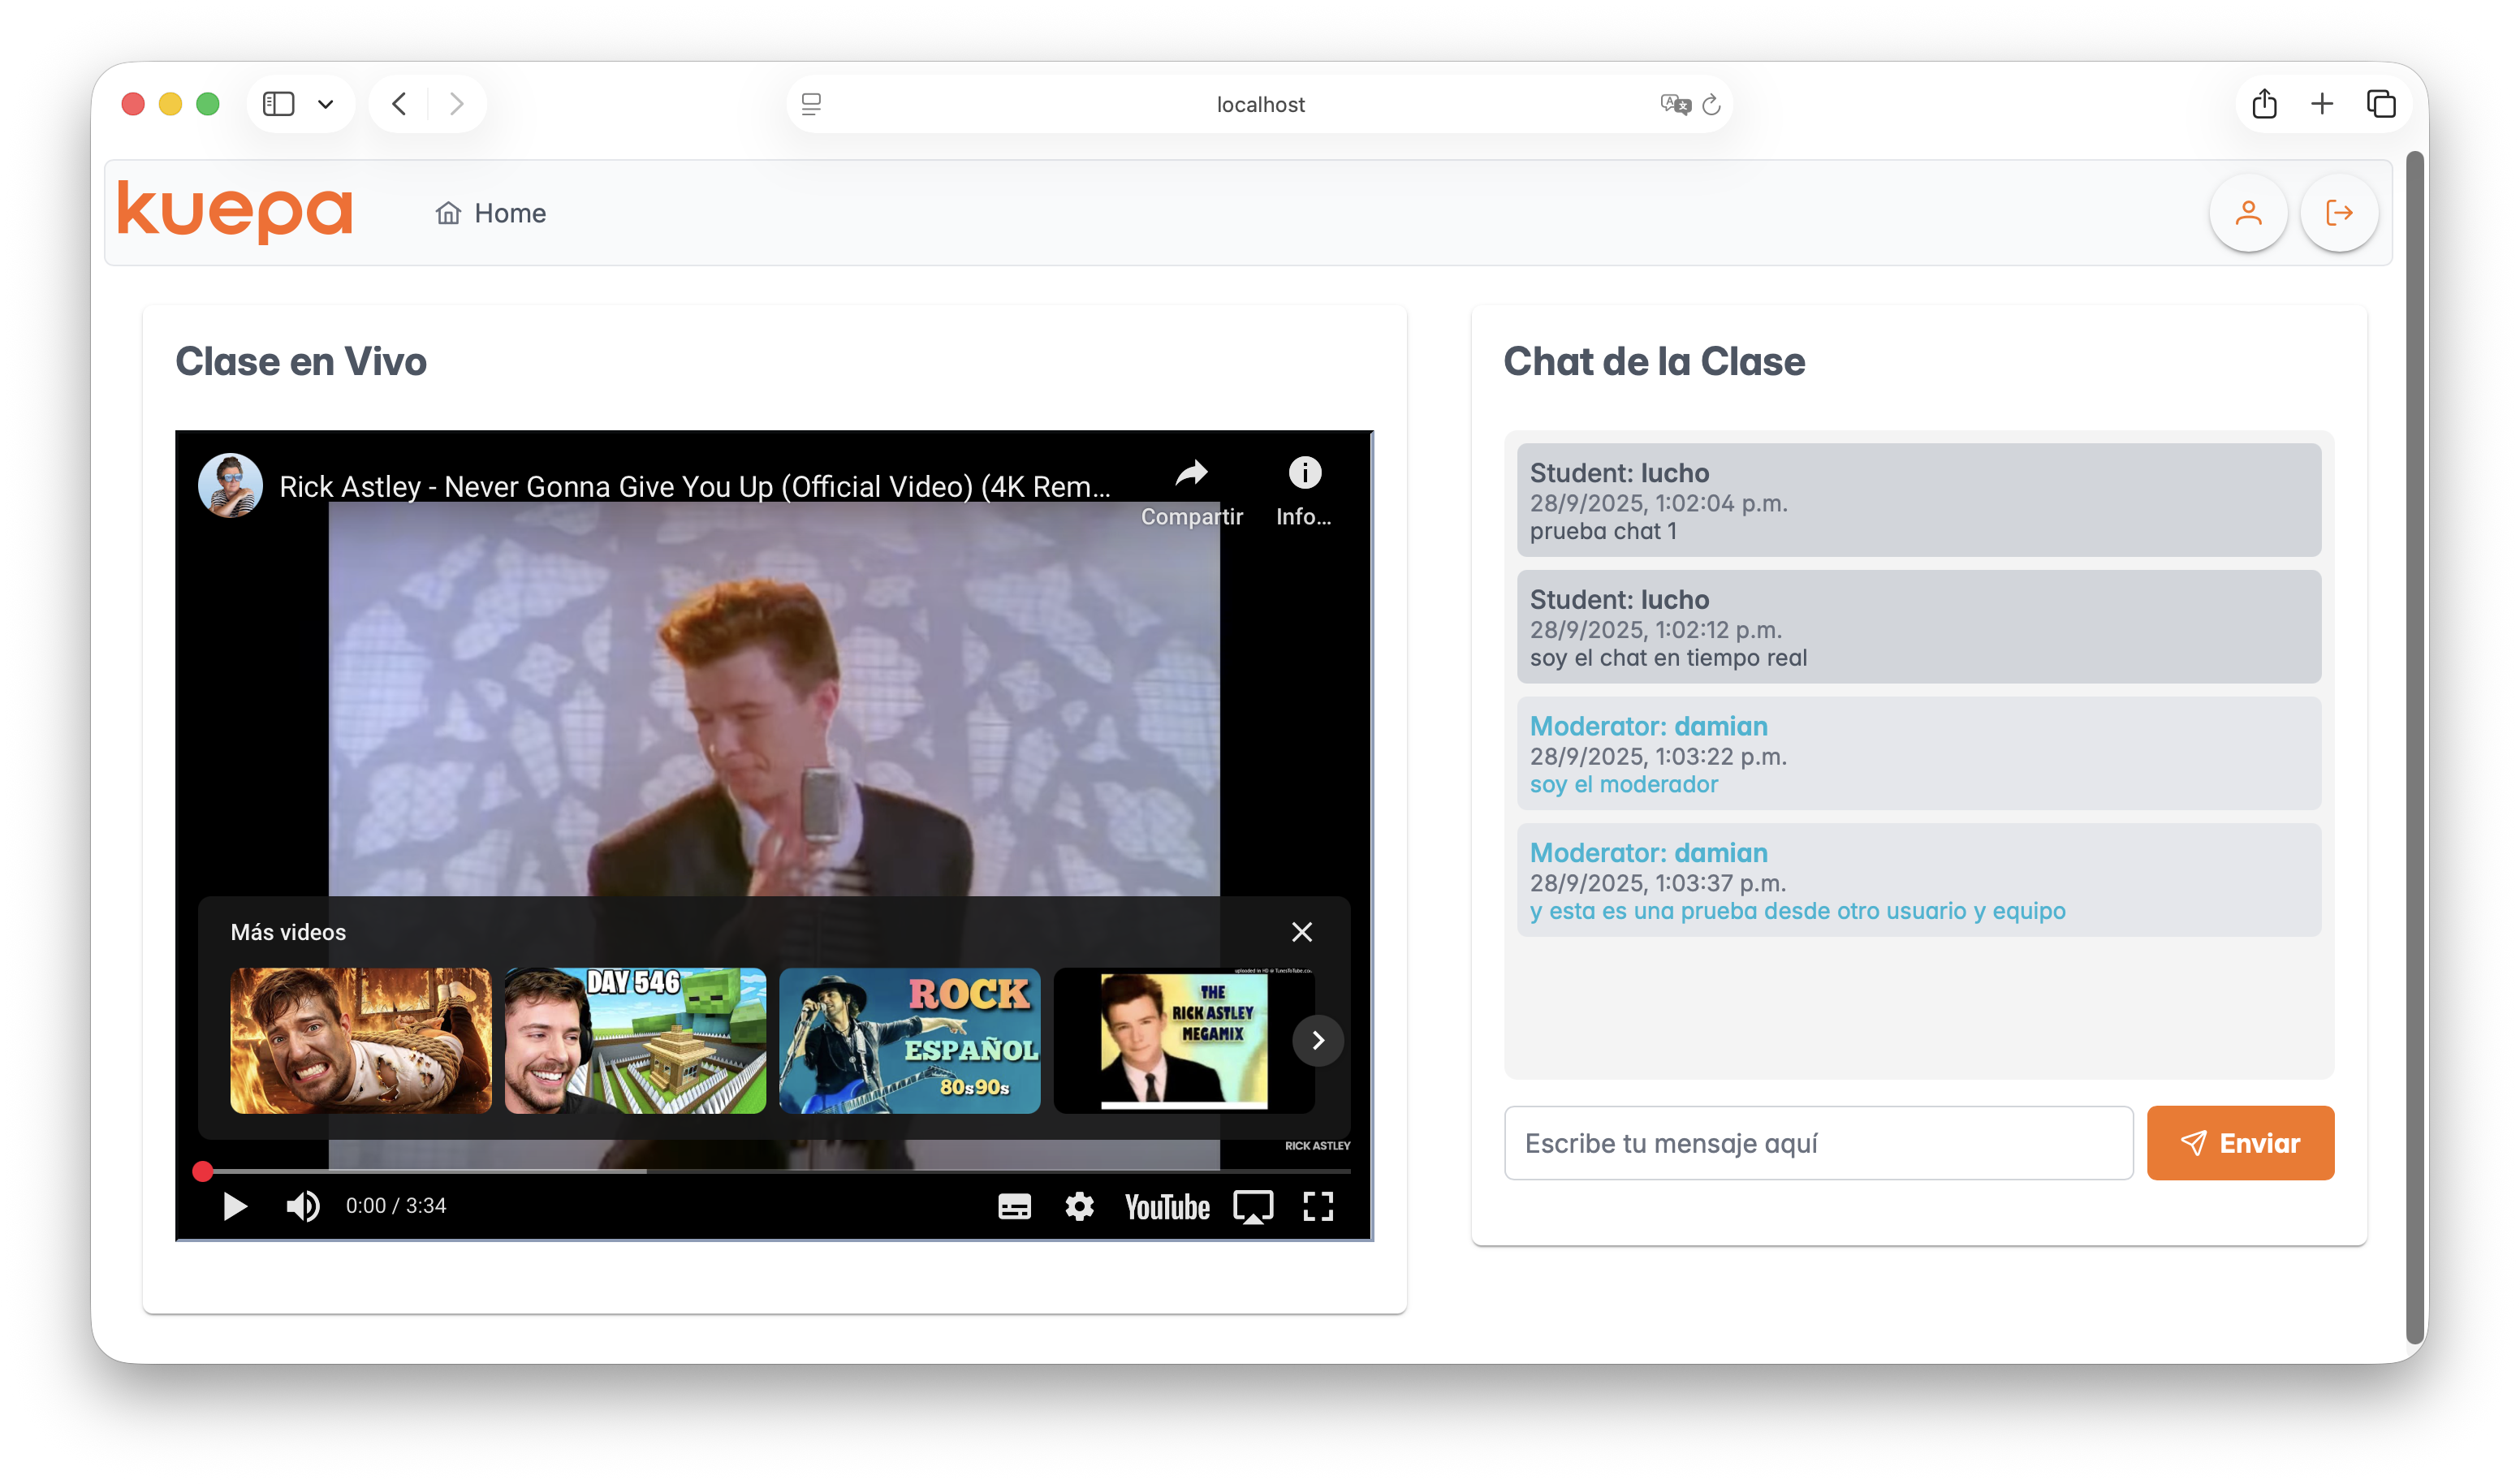 localhost
kuepa
Home
Clase en Vivo
Rick Astley - Never Gonna Give You Up (Official Video) (4K Rem...
Compartir
Info...
Más videos
DAY 546
ROCK
ESPAÑOL
80s90s
uploaded in HD @ TunesToTube.co...
THE
RICK ASTLEY
MEGAMIX
RICK ASTLEY
0:00 / 3:34
YouTube
Chat de la Clase
Student: lucho
28/9/2025, 1:02:04 p.m.
prueba chat 1
Student: lucho
28/9/2025, 1:02:12 p.m.
soy el chat en tiempo real
Moderator: damian
28/9/2025, 1:03:22 p.m.
soy el moderador
Moderator: damian
28/9/2025, 1:03:37 p.m.
y esta es una prueba desde otro usuario y equipo
Escribe tu mensaje aquí
Enviar